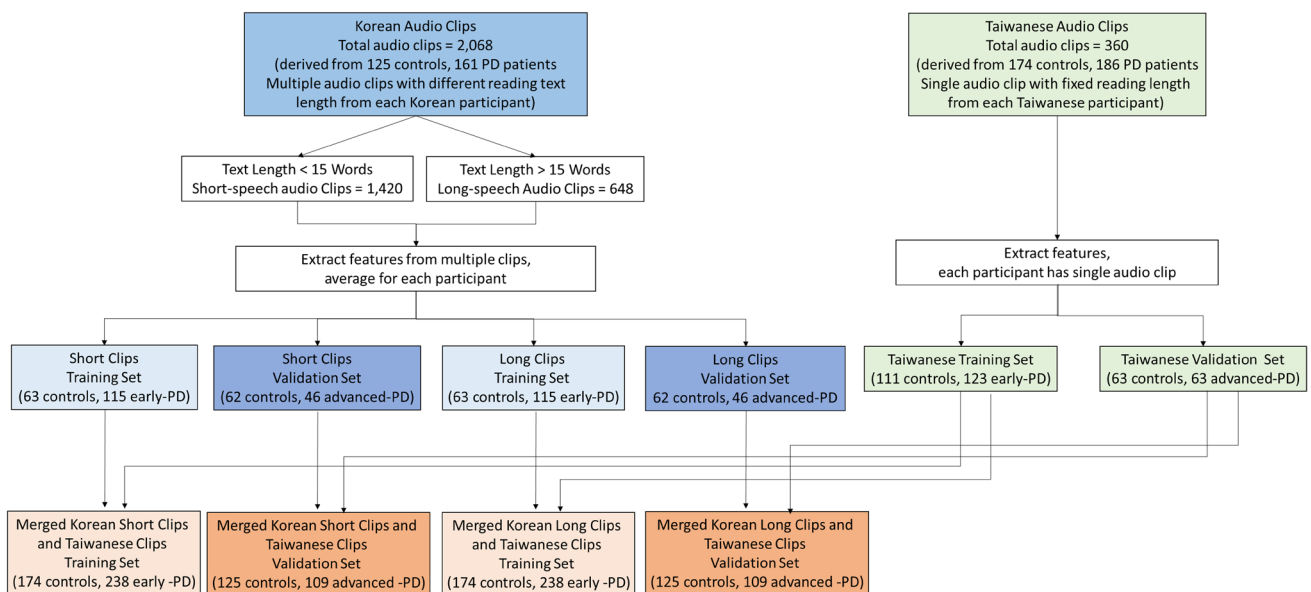 Korean Audio Clips
Total audio clips = 2,068
(derived from 125 controls, 161 PD patients
Multiple audio clips with different reading text
length from each Korean participant)
Taiwanese Audio Clips
Total audio clips = 360
(derived from 174 controls, 186 PD patients
Single audio clip with fixed reading length
from each Taiwanese participant)
Text Length < 15 Words
Short-speech audio Clips = 1,420
Text Length > 15 Words
Long-speech Audio Clips = 648
Extract features from multiple clips,
average for each participant
Extract features,
each participant has single audio clip
Short Clips
Training Set
(63 controls, 115 early-PD)
Short Clips
Validation Set
(62 controls, 46 advanced-PD)
Long Clips
Training Set
(63 controls, 115 early-PD)
Long Clips
Validation Set
62 controls, 46 advanced-PD
Taiwanese Training Set
(111 controls, 123 early-PD)
Taiwanese Validation Set
(63 controls, 63 advanced-PD)
Merged Korean Short Clips
and Taiwanese Clips
Training Set
(174 controls, 238 early -PD)
Merged Korean Short Clips and
Taiwanese Clips
Validation Set
(125 controls, 109 advanced -PD)
Merged Korean Long Clips
and Taiwanese Clips
Training Set
(174 controls, 238 early -PD)
Merged Korean Long Clips and
Taiwanese Clips
Validation Set
(125 controls, 109 advanced -PD)